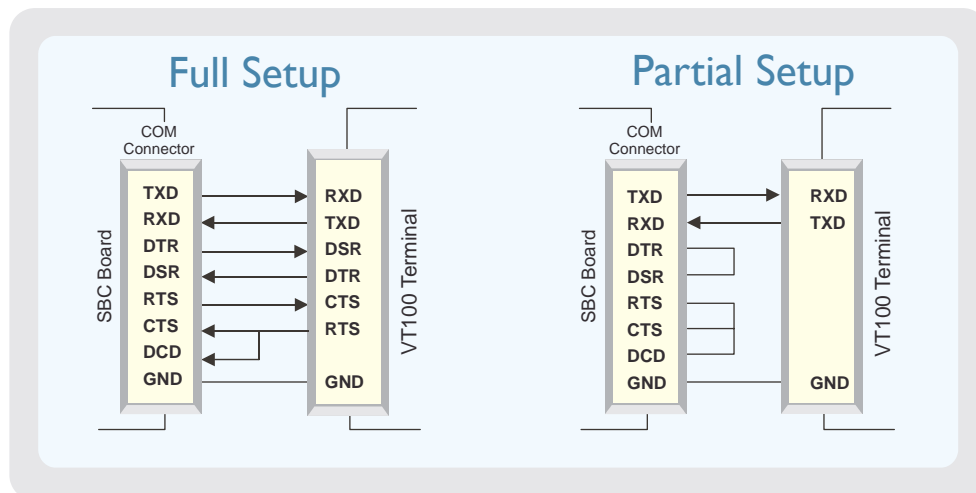 Full Setup
COM
Connector
SBC Board
TXD
RXD
DTR
DSR
RTS
CTS
DCD
GND
RXD
TXD
DSR
DTR
CTS
RTS
GND
VT100 Terminal
Partial Setup
COM
Connector
SBC Board
TXD
RXD
DTR
DSR
RTS
CTS
DCD
GND
RXD
TXD
GND
VT100 Terminal